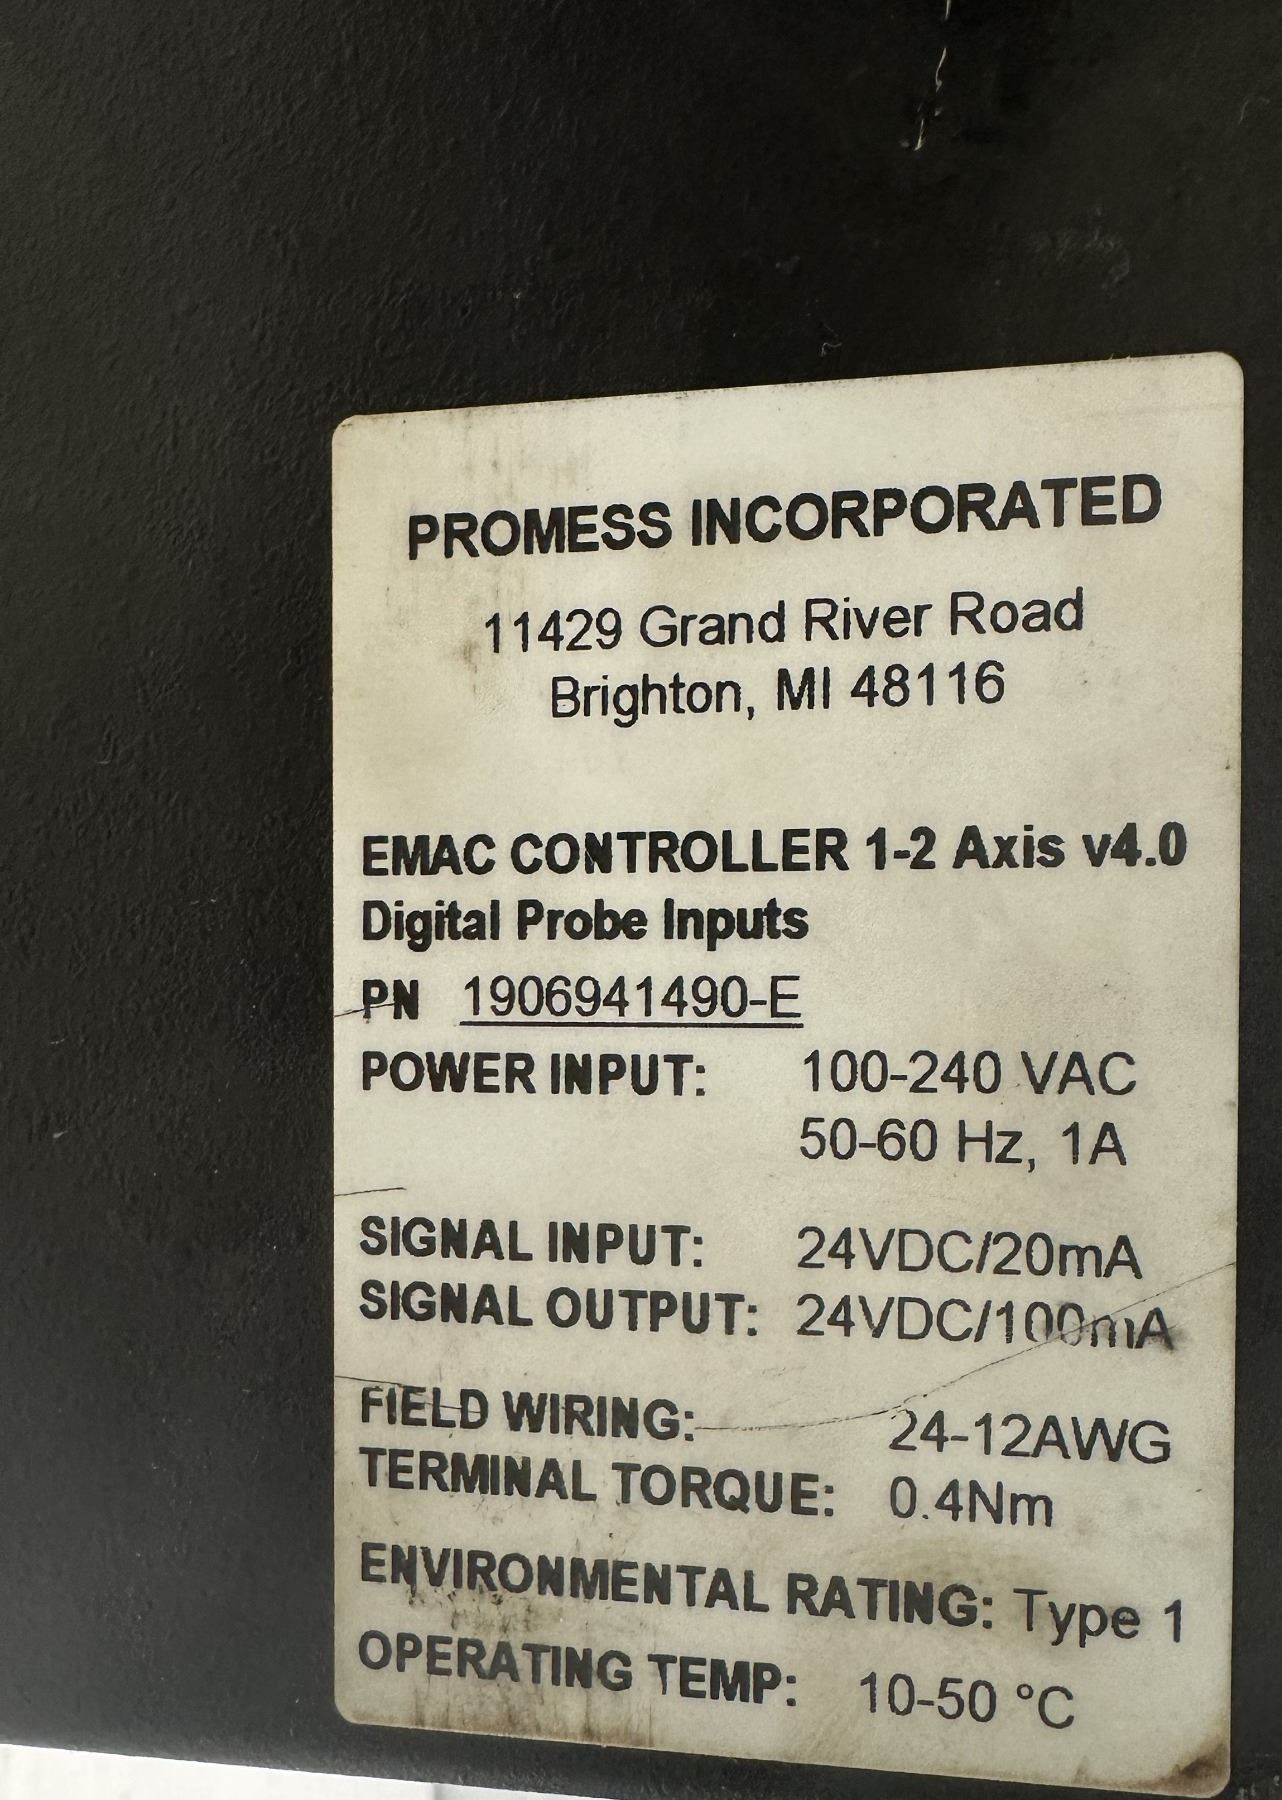 PROMESS INCORPORATED
11429 Grand River Road
Brighton, MI 48116
EMAC CONTROLLER 1-2 Axis v4.0
Digital Probe Inputs
PN 1906941490-E
POWER INPUT: 100-240 VAC
50-60 Hz, 1A
SIGNAL INPUT: 24VDC/20mA
SIGNAL OUTPUT: 24VDC/100mA
FIELD WIRING: 24-12AWG
TERMINAL TORQUE: 0.4Nm
ENVIRONMENTAL RATING: Type 1
OPERATING TEMP: 10-50 °C